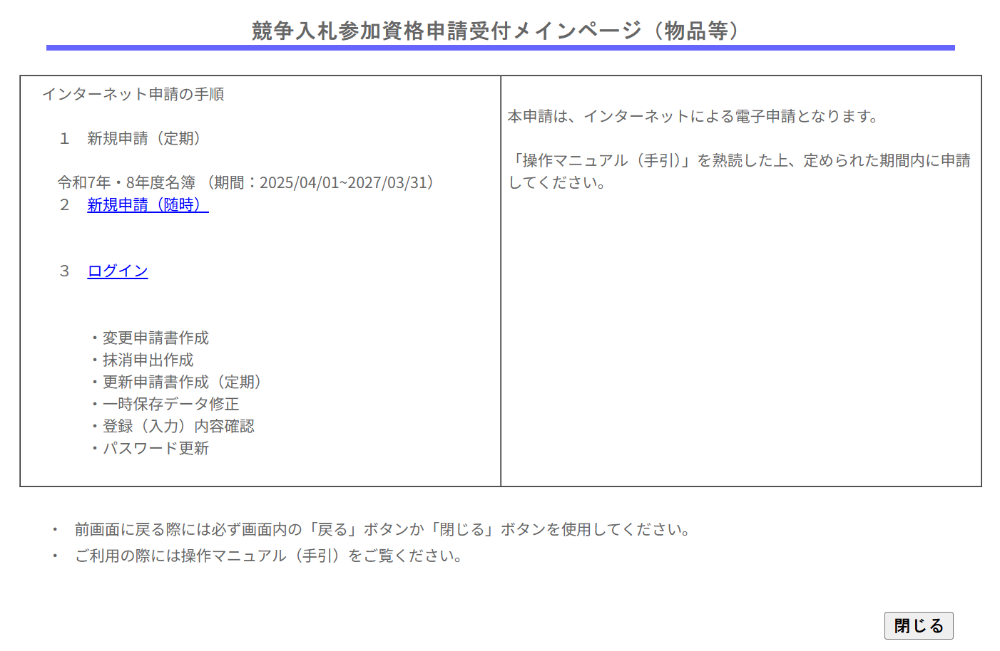 競争入札参加資格申請受付メインページ（物品等）
インターネット申請の手順
１　新規申請（定期）
令和7年・8年度名簿 （期間：2025/04/01~2027/03/31）
２　新規申請（随時）
３　ログイン
・変更申請書作成
・抹消申出作成
・更新申請書作成（定期）
・一時保存データ修正
・登録（入力）内容確認
・パスワード更新
本申請は、インターネットによる電子申請となります。
「操作マニュアル（手引）」を熟読した上、定められた期間内に申請
してください。
・　前画面に戻る際には必ず画面内の「戻る」ボタンか「閉じる」ボタンを使用してください。
・　ご利用の際には操作マニュアル（手引）をご覧ください。
閉じる